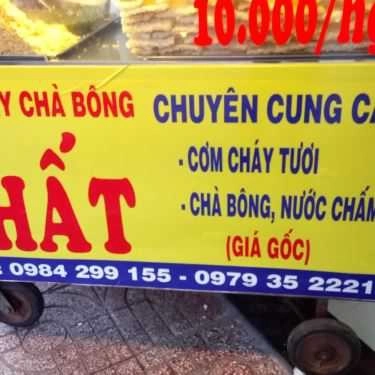 10.000/
Y CHÀ BÔNG
CHUYÊN CUNG
HẤT
- CƠM CHÁY TƯƠI
- CHÀ BÔNG, NƯỚC CHẤM
(GIÁ GỐC)
: 0984 299 155 - 0979 35 2221